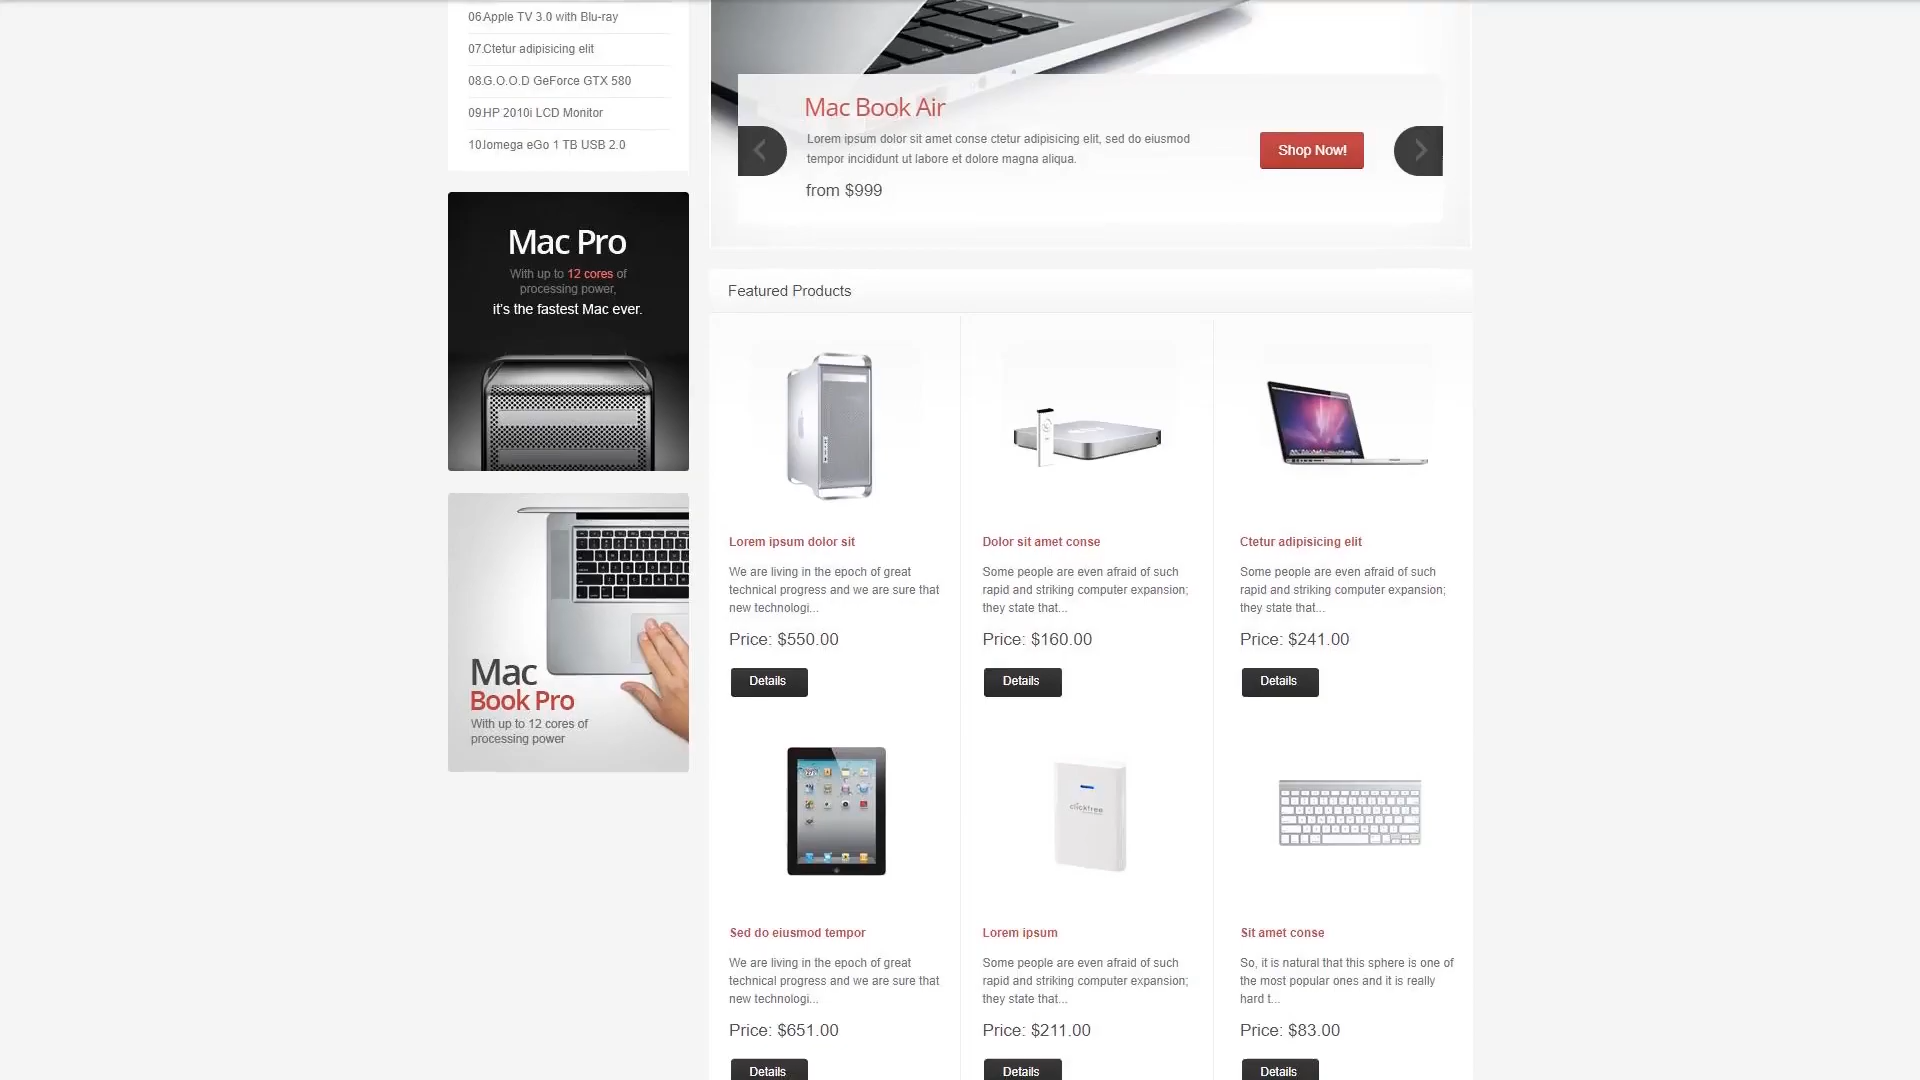 06.Apple TV 3.0 with Blu-ray
07.Ctetur adipisicing elit
08.G.O.O.D GeForce GTX 580
09.HP 2010i LCD Monitor
10.Iomega eGo 1 TB USB 2.0
Mac Pro
With up to 12 cores of
processing power,
it's the fastest Mac ever.
Mac
Book Pro
With up to 12 cores of
processing power
Mac Book Air
Lorem ipsum dolor sit amet conse ctetur adipisicing elit, sed do eiusmod
tempor incididunt ut labore et dolore magna aliqua.
from $999
Shop Now!
Featured Products
Lorem ipsum dolor sit
We are living in the epoch of great
technical progress and we are sure that
new technologi...
Price: $550.00
Details
Dolor sit amet conse
Some people are even afraid of such
rapid and striking computer expansion;
they state that...
Price: $160.00
Details
Ctetur adipisicing elit
Some people are even afraid of such
rapid and striking computer expansion;
they state that...
Price: $241.00
Details
Sed do eiusmod tempor
We are living in the epoch of great
technical progress and we are sure that
new technologi...
Price: $651.00
Details
clickfree
Lorem ipsum
Some people are even afraid of such
rapid and striking computer expansion;
they state that...
Price: $211.00
Details
Sit amet conse
So, it is natural that this sphere is one of
the most popular ones and it is really
hard t...
Price: $83.00
Details